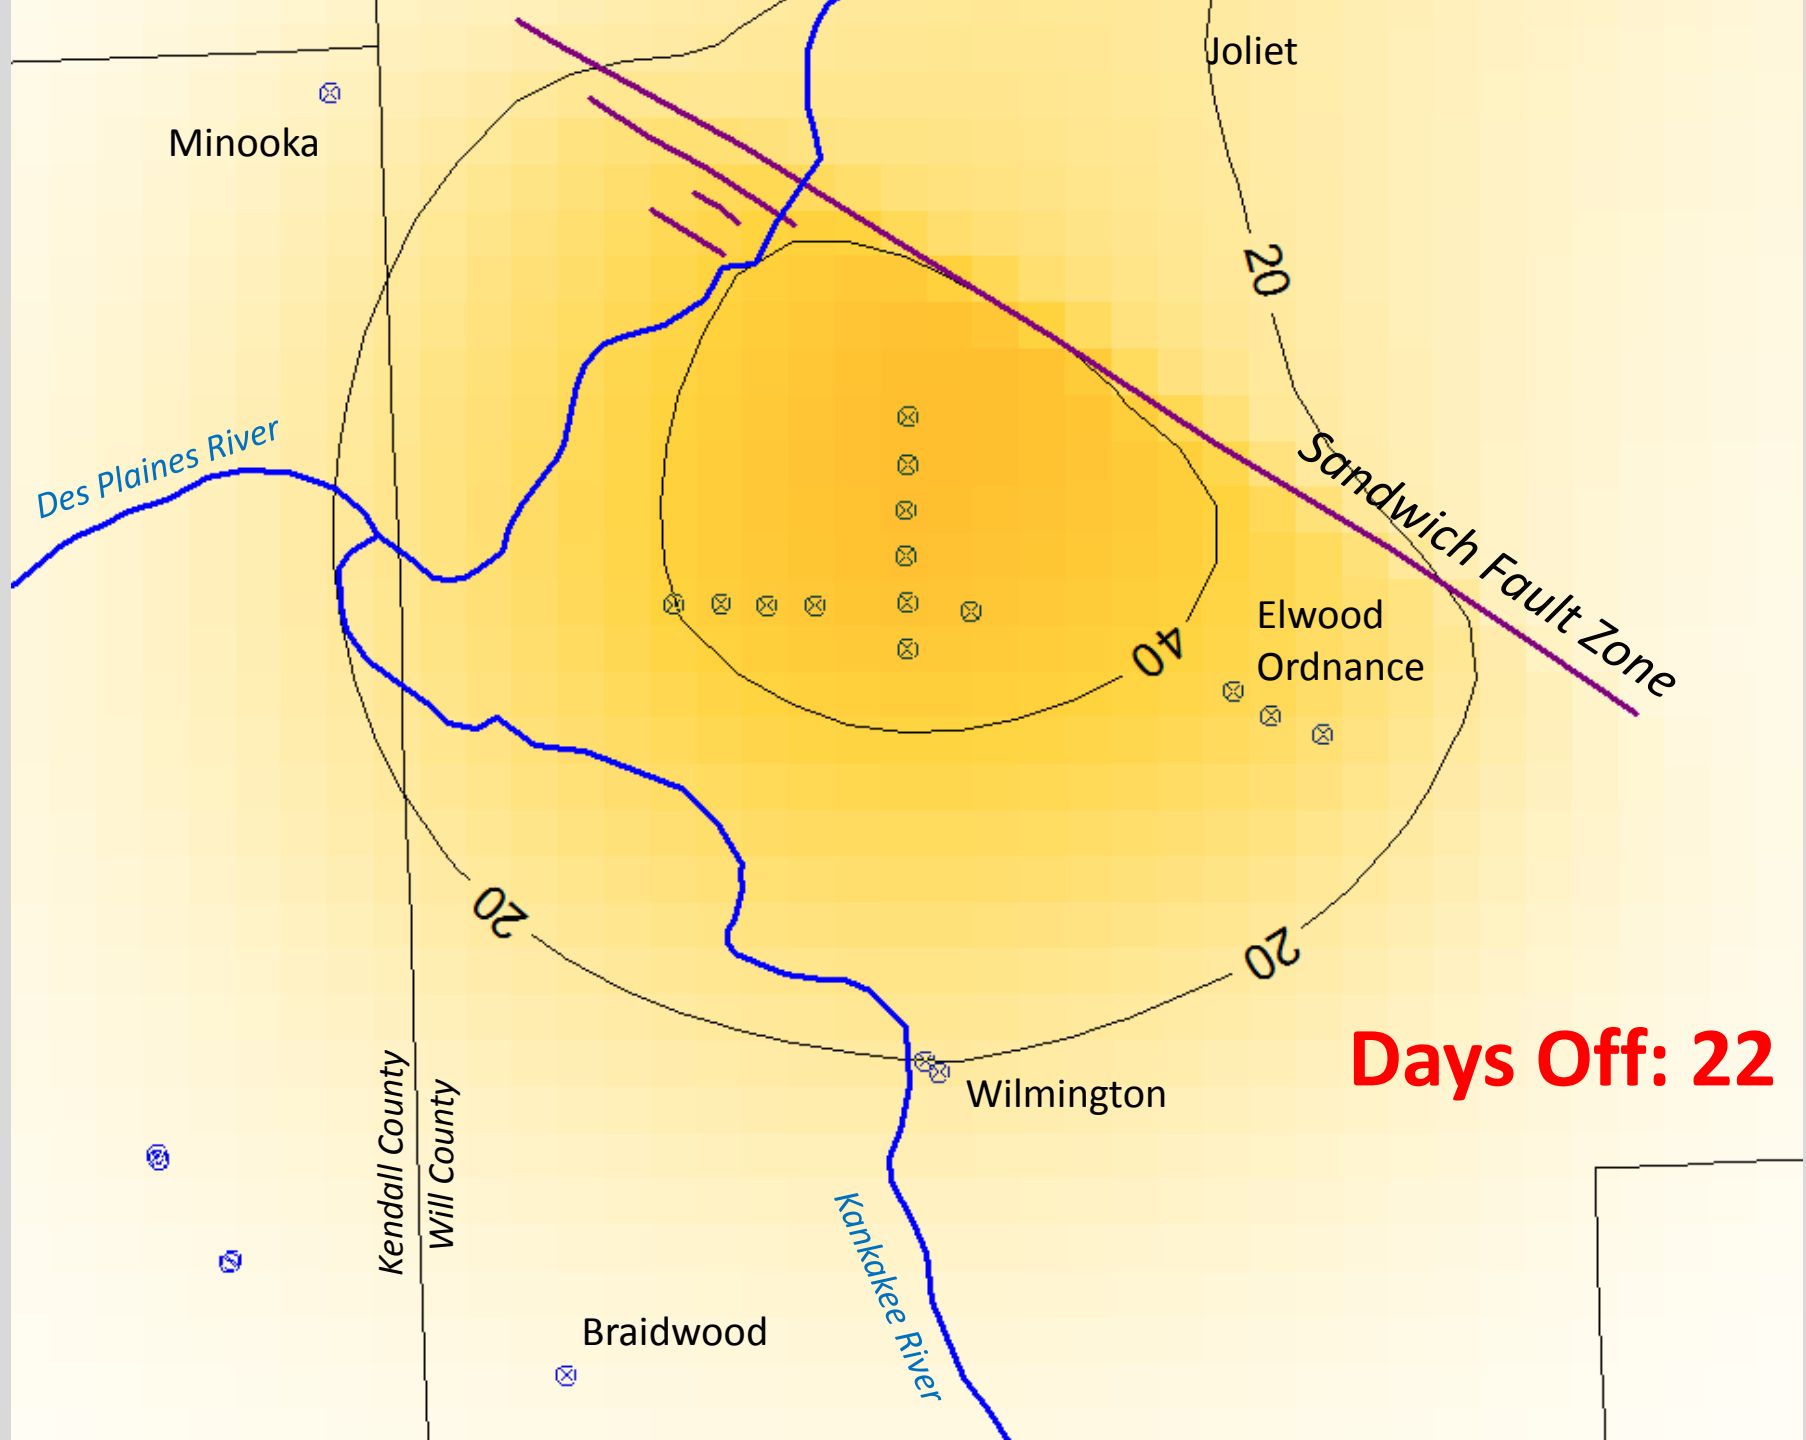 Joliet
Minooka
20
Des Plaines River
Sandwich Fault Zone
Elwood
Ordnance
40
20
20
Days Off: 22
Wilmington
Kendall County
Will County
Kankakee River
Braidwood